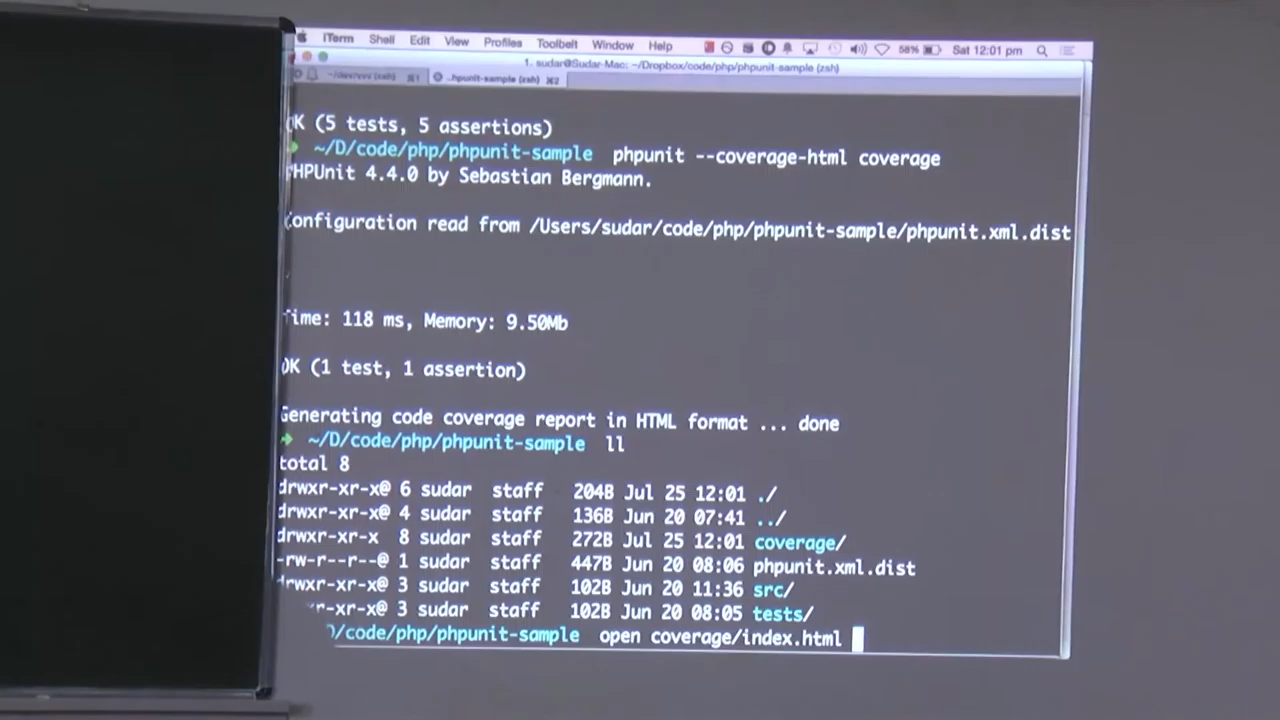 iTerm Shell Edit View Profiles Toolbelt Window Help 58% Sat 12:01 pm
1. sudar@Sudar-Mac: ~/Dropbox/code/php/phpunit-sample (zsh)
⌘1 ..hpunit-sample (zsh) ⌘2
OK (5 tests, 5 assertions)
~/D/code/php/phpunit-sample phpunit --coverage-html coverage
PHPUnit 4.4.0 by Sebastian Bergmann.
Configuration read from /Users/sudar/code/php/phpunit-sample/phpunit.xml.dist
.
Time: 118 ms, Memory: 9.50Mb
OK (1 test, 1 assertion)
Generating code coverage report in HTML format ... done
~/D/code/php/phpunit-sample ll
total 8
drwxr-xr-x@ 6 sudar staff 204B Jul 25 12:01 ./
drwxr-xr-x@ 4 sudar staff 136B Jun 20 07:41 ../
drwxr-xr-x 8 sudar staff 272B Jul 25 12:01 coverage/
-rw-r--r--@ 1 sudar staff 447B Jun 20 08:06 phpunit.xml.dist
drwxr-xr-x@ 3 sudar staff 102B Jun 20 11:36 src/
r-xr-x@ 3 sudar staff 102B Jun 20 08:05 tests/
D/code/php/phpunit-sample open coverage/index.html